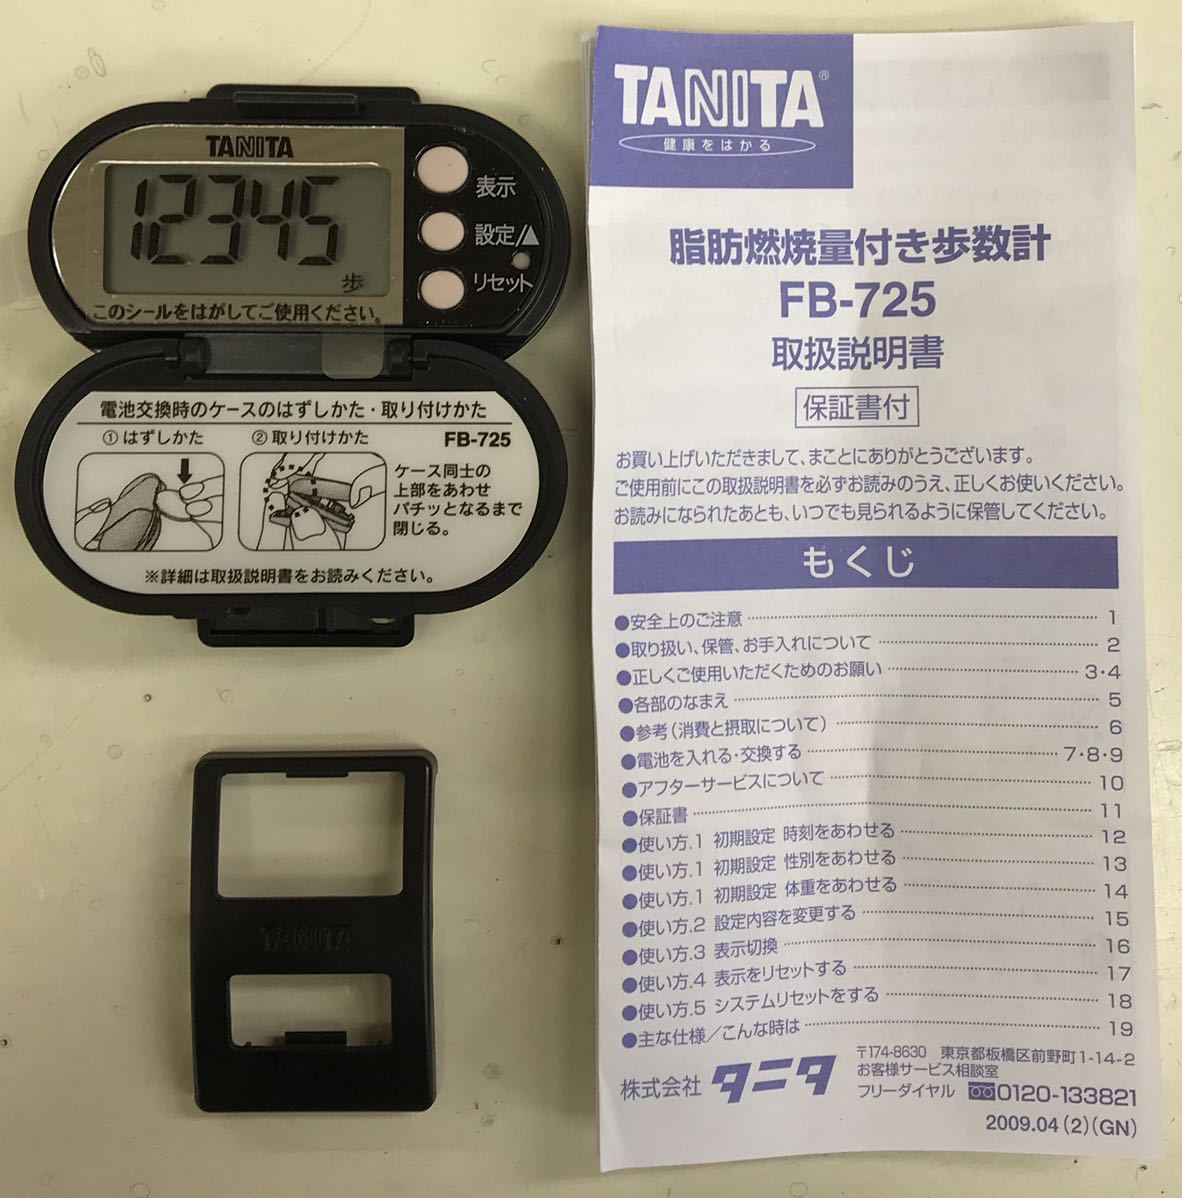 TANITA
12345
歩
このシールをはがしてご使用ください。
表示
設定/▲
リセット
電池交換時のケースのはずしかた・取り付けかた
① はずしかた
② 取り付けかた
FB-725
ケース同士の
上部をあわせ
パチッとなるまで
閉じる。
※詳細は取扱説明書をお読みください。
TANITA
TANITA®
健康をはかる
脂肪燃焼量付き歩数計
FB-725
取扱説明書
保証書付
お買い上げいただきまして、まことにありがとうございます。
ご使用前にこの取扱説明書を必ずお読みのうえ、正しくお使いください。
お読みになられたあとも、いつでも見られるように保管してください。
もくじ
●安全上のご注意 1
●取り扱い、保管、お手入れについて 2
●正しくご使用いただくためのお願い 3・4
●各部のなまえ 5
●参考（消費と摂取について） 6
●電池を入れる・交換する 7・8・9
●アフターサービスについて 10
●保証書 11
●使い方.1 初期設定 時刻をあわせる 12
●使い方.1 初期設定 性別をあわせる 13
●使い方.1 初期設定 体重をあわせる 14
●使い方.2 設定内容を変更する 15
●使い方.3 表示切換 16
●使い方.4 表示をリセットする 17
●使い方.5 システムリセットをする 18
●主な仕様／こんな時は 19
株式会社 タニタ
〒174-8630 東京都板橋区前野町1-14-2
お客様サービス相談室
フリーダイヤル 0120-133821
2009.04（2）（GN）